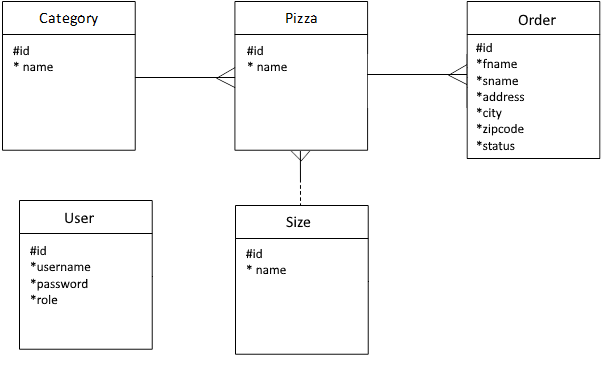 Category
#id
* name
Pizza
#id
* name
Order
#id
*fname
*sname
*address
*city
*zipcode
*status
User
#id
*username
*password
*role
Size
#id
* name